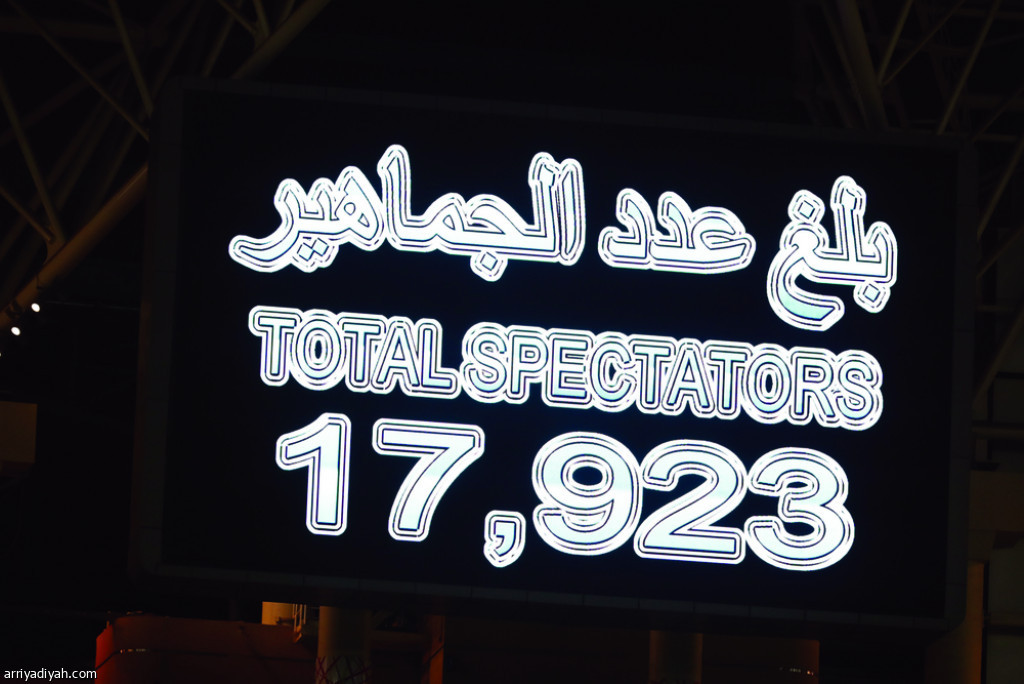 بلغ عدد الجماهير
TOTAL SPECTATORS
17,923
arriyadiyah.com